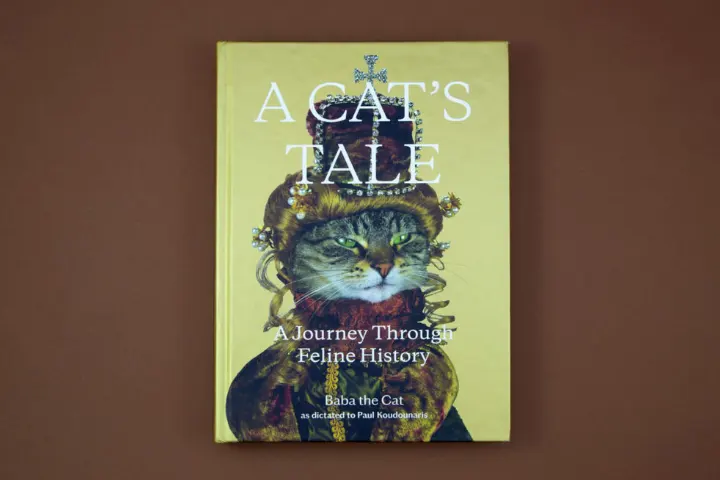 A CAT'S
TALE
A Journey Through
Feline History
Baba the Cat
as dictated to Paul Koudounaris